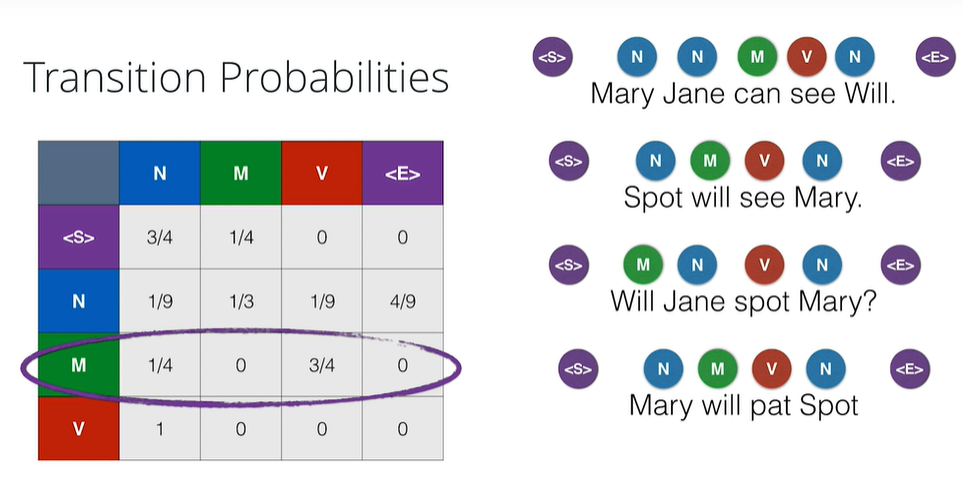 Transition Probabilities
N M V <E>
<S> 3/4 1/4 0 0
N 1/9 1/3 1/9 4/9
M 1/4 0 3/4 0
V 1 0 0 0
<S> N N M V N <E>
Mary Jane can see Will.
<S> N M V N <E>
Spot will see Mary.
<S> M N V N <E>
Will Jane spot Mary?
<S> N M V N <E>
Mary will pat Spot